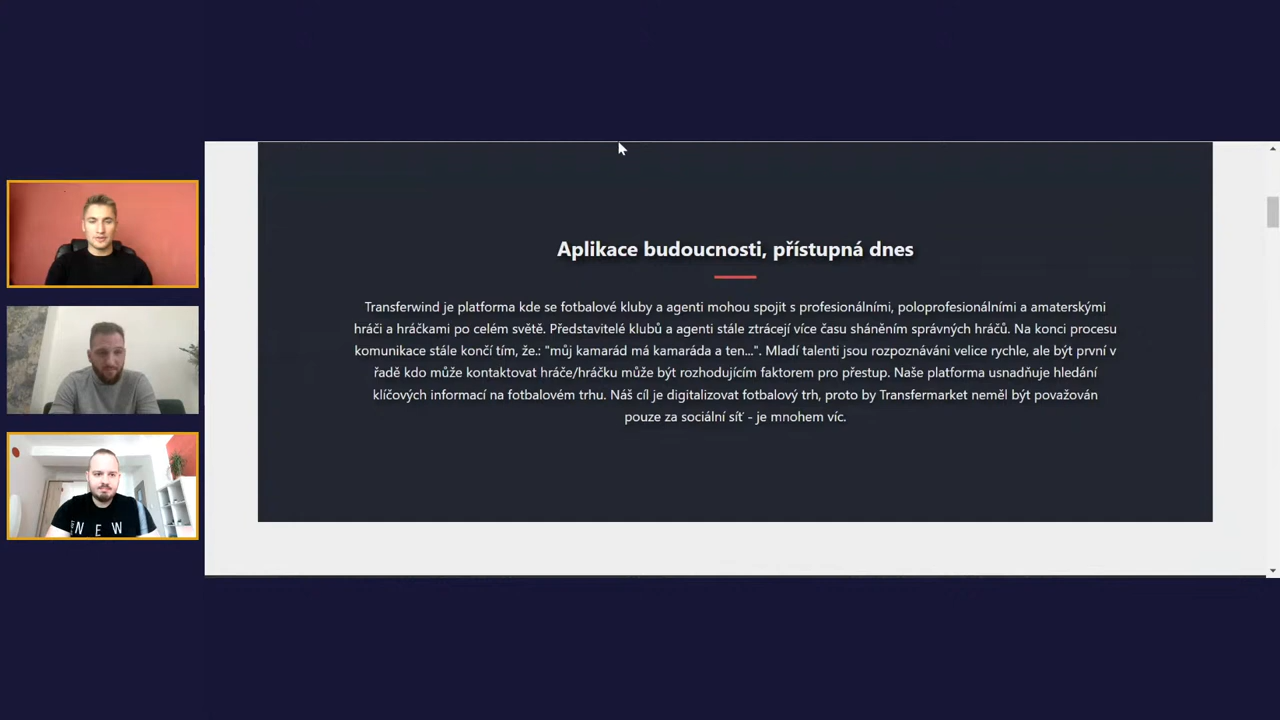 Aplikace budoucnosti, přístupná dnes
Transferwind je platforma kde se fotbalové kluby a agenti mohou spojit s profesionálními, poloprofesionálními a amaterskými
hráči a hráčkami po celém světě. Představitelé klubů a agenti stále ztrácejí více času sháněním správných hráčů. Na konci procesu
komunikace stále končí tím, že.: "můj kamarád má kamaráda a ten...". Mladí talenti jsou rozpoznáváni velice rychle, ale být první v
řadě kdo může kontaktovat hráče/hráčku může být rozhodujícím faktorem pro přestup. Naše platforma usnadňuje hledání
klíčových informací na fotbalovém trhu. Náš cíl je digitalizovat fotbalový trh, proto by Transfermarket neměl být považován
pouze za sociální síť - je mnohem víc.
NEW